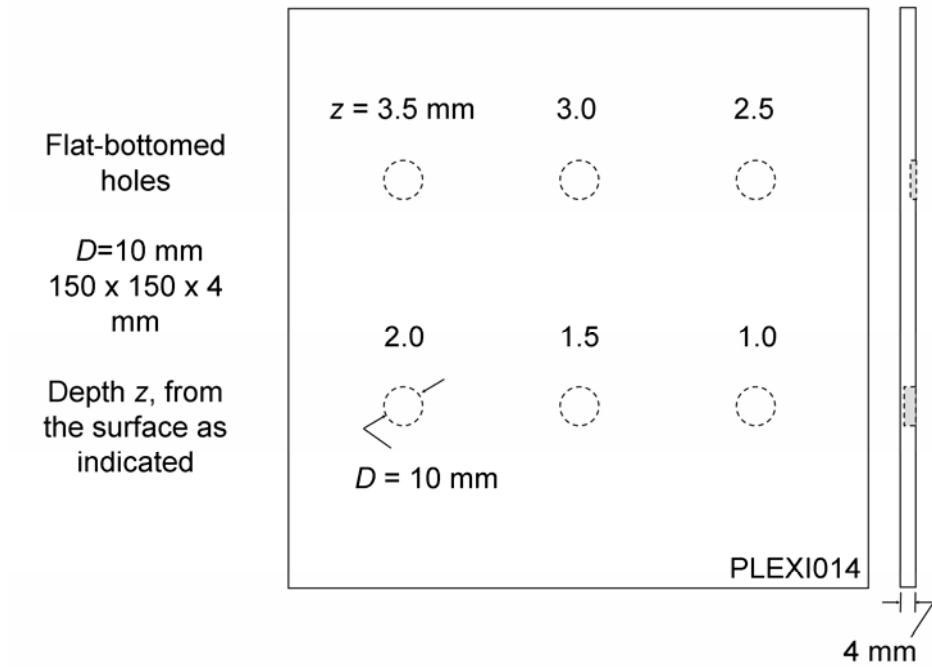 Flat-bottomed
holes
D=10 mm
150 x 150 x 4
mm
Depth z, from
the surface as
indicated
z = 3.5 mm
3.0
2.5
2.0
1.5
1.0
D = 10 mm
PLEXI014
4 mm